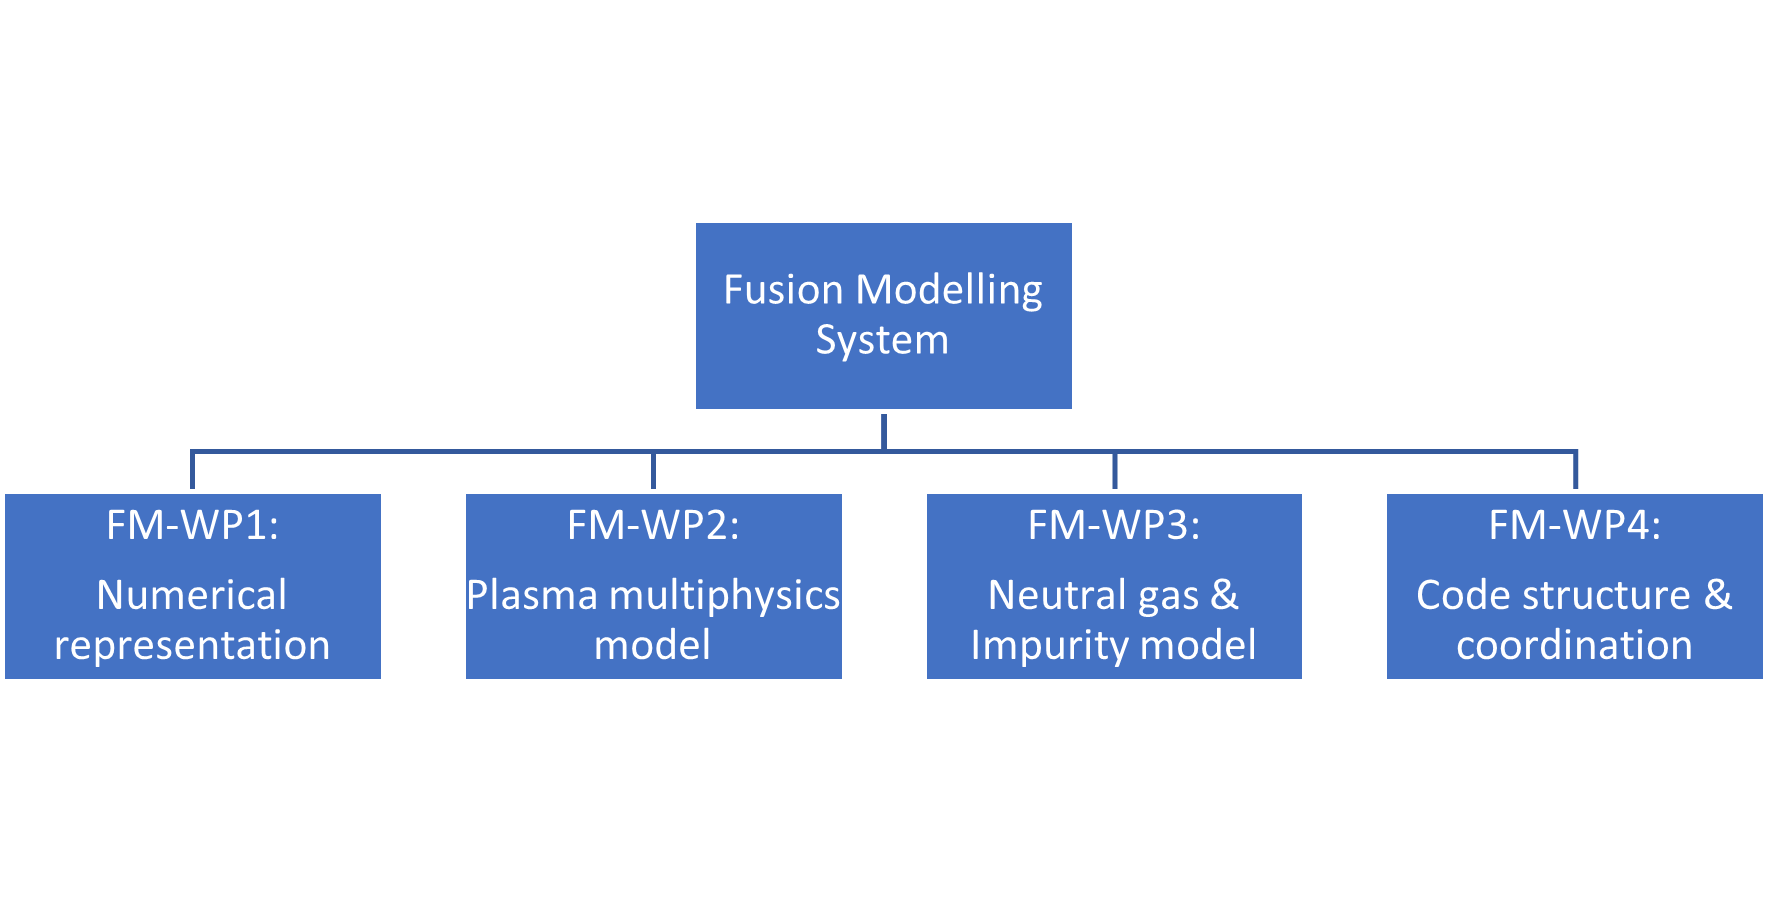 Fusion Modelling
System
FM-WP1:
Numerical
representation
FM-WP2:
Plasma multiphysics
model
FM-WP3:
Neutral gas &
Impurity model
FM-WP4:
Code structure &
coordination